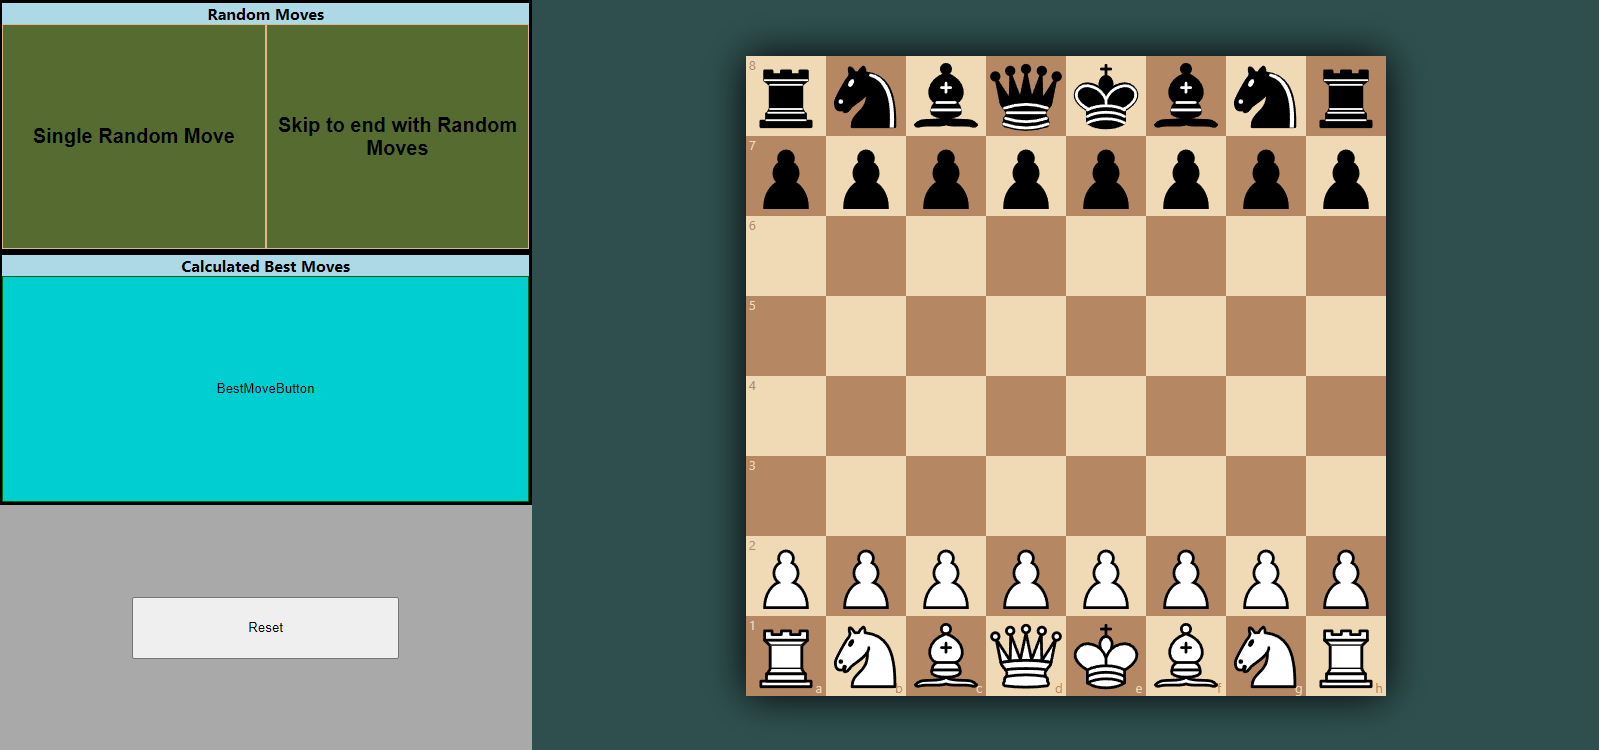 Random Moves
Single Random Move
Skip to end with Random
Moves
Calculated Best Moves
BestMoveButton
Reset
8
7
6
5
4
3
2
1
a
b
c
d
e
f
g
h